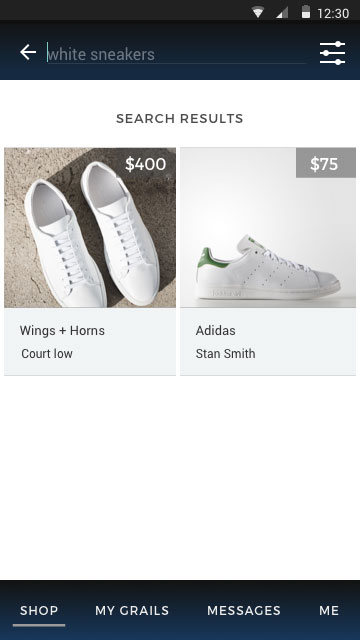 12:30
white sneakers
SEARCH RESULTS
$400
$75
Wings + Horns
Court low
Adidas
Stan Smith
SHOP MY GRAILS MESSAGES ME